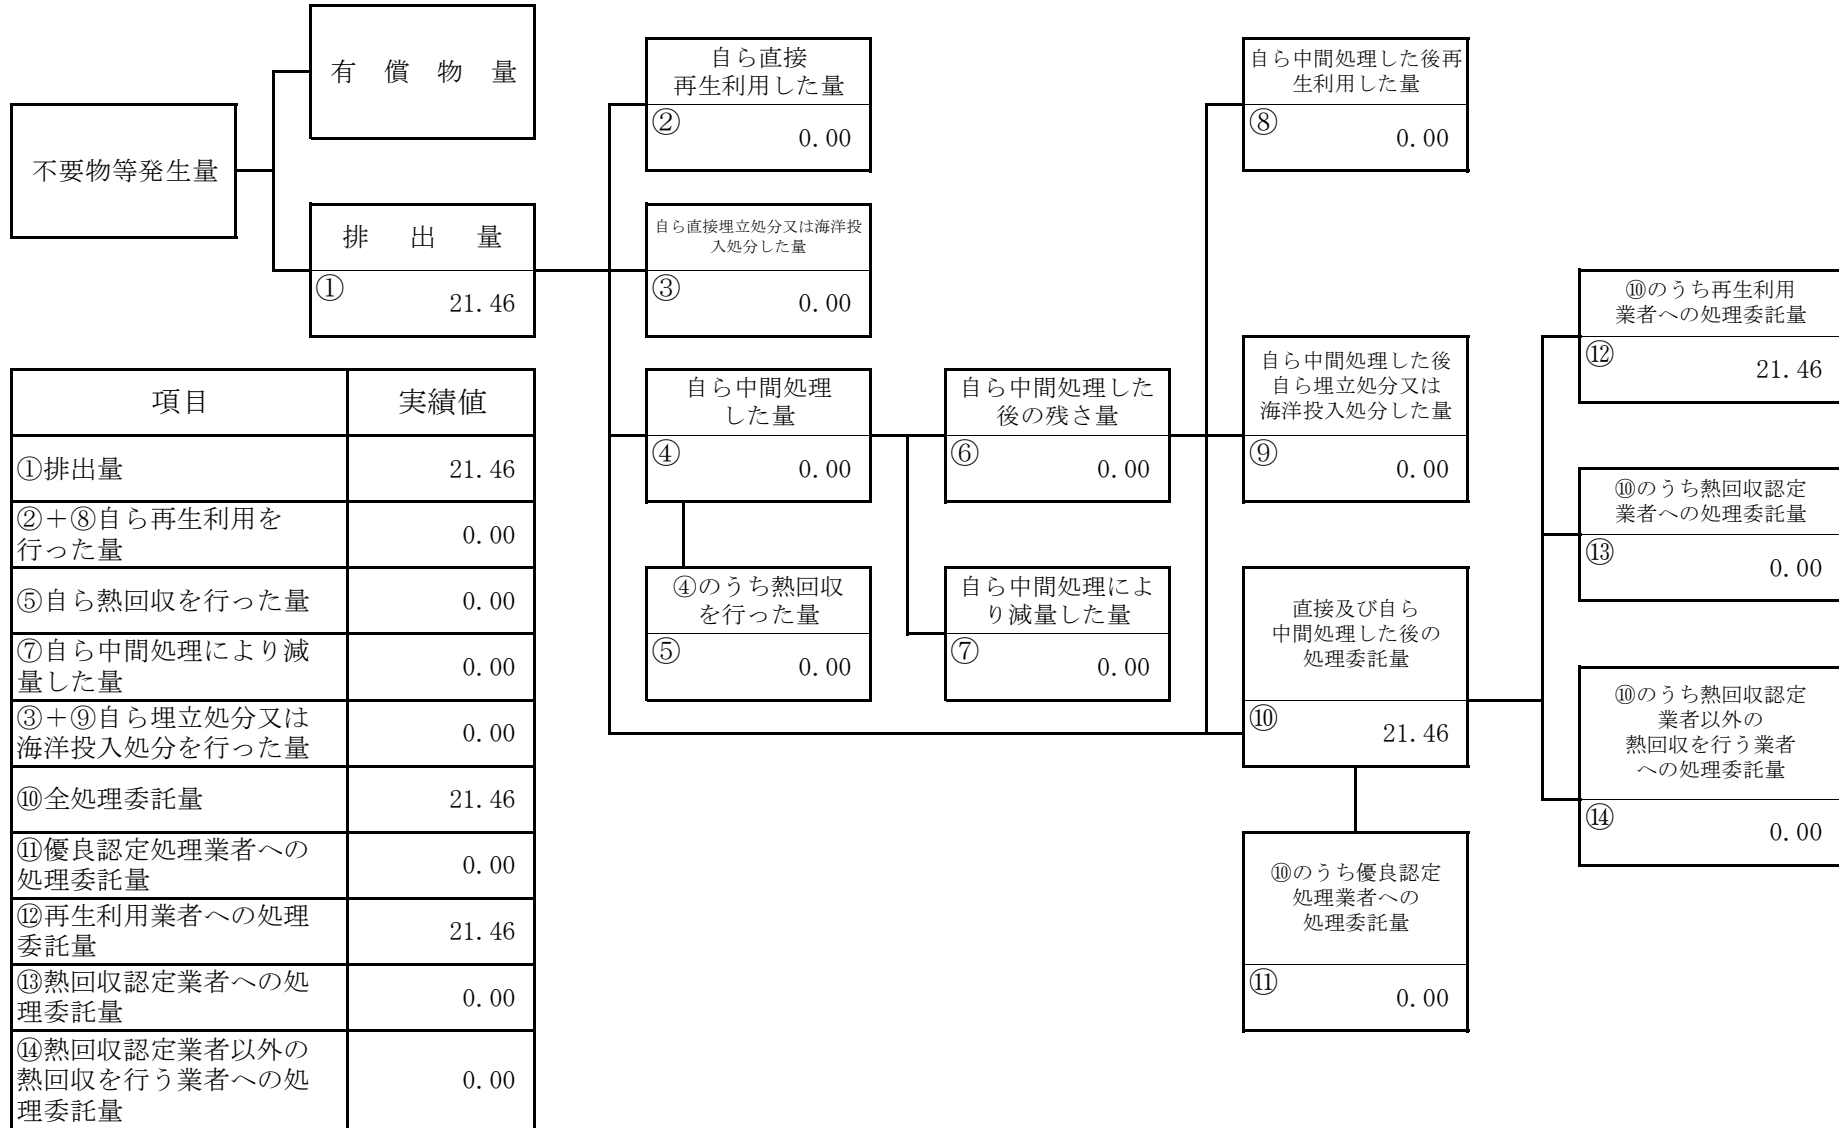 有　償　物　量
不要物等発生量
排　出　量
①
21.46
自ら直接
再生利用した量
②
0.00
自ら直接埋立処分又は海洋投
入処分した量
③
0.00
自ら中間処理
した量
④
0.00
④のうち熱回収
を行った量
⑤
0.00
自ら中間処理した
後の残さ量
⑥
0.00
自ら中間処理によ
り減量した量
⑦
0.00
自ら中間処理した後再
生利用した量
⑧
0.00
自ら中間処理した後
自ら埋立処分又は
海洋投入処分した量
⑨
0.00
直接及び自ら
中間処理した後の
処理委託量
⑩
21.46
⑩のうち優良認定
処理業者への
処理委託量
⑪
0.00
⑩のうち再生利用
業者への処理委託量
⑫
21.46
⑩のうち熱回収認定
業者への処理委託量
⑬
0.00
⑩のうち熱回収認定
業者以外の
熱回収を行う業者
への処理委託量
⑭
0.00
項目　実績値
①排出量　21.46
②＋⑧自ら再生利用を
行った量　0.00
⑤自ら熱回収を行った量　0.00
⑦自ら中間処理により減
量した量　0.00
③＋⑨自ら埋立処分又は
海洋投入処分を行った量　0.00
⑩全処理委託量　21.46
⑪優良認定処理業者への
処理委託量　0.00
⑫再生利用業者への処理
委託量　21.46
⑬熱回収認定業者への処
理委託量　0.00
⑭熱回収認定業者以外の
熱回収を行う業者への処
理委託量　0.00